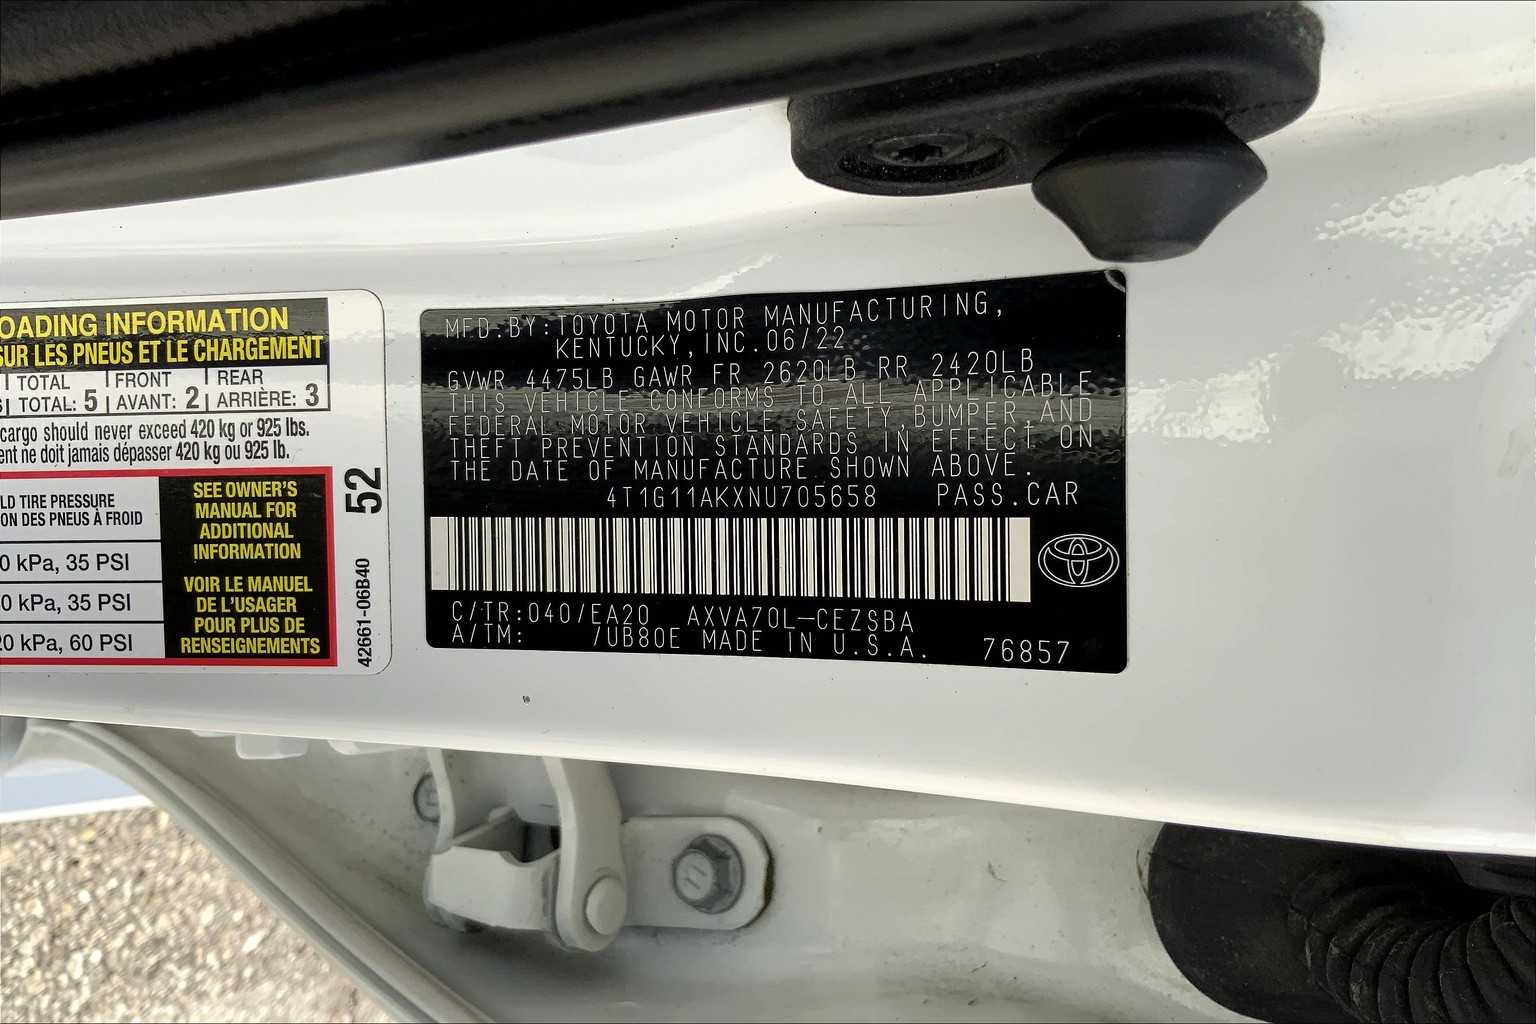 OADING INFORMATION
SUR LES PNEUS ET LE CHARGEMENT
TOTAL FRONT REAR
TOTAL: 5 AVANT: 2 ARRIÈRE: 3
cargo should never exceed 420 kg or 925 lbs.
ent ne doit jamais dépasser 420 kg ou 925 lb.
LD TIRE PRESSURE
ON DES PNEUS À FROID
0 kPa, 35 PSI
0 kPa, 35 PSI
20 kPa, 60 PSI
SEE OWNER'S
MANUAL FOR
ADDITIONAL
INFORMATION
VOIR LE MANUEL
DE L'USAGER
POUR PLUS DE
RENSEIGNEMENTS
52
42661-06B40
MFD.BY:TOYOTA MOTOR MANUFACTURING,
KENTUCKY,INC.06/22
GVWR 4475LB GAWR FR 2620LB RR 2420LB
THIS VEHICLE CONFORMS TO ALL APPLICABLE
FEDERAL MOTOR VEHICLE SAFETY,BUMPER,AND
THEFT PREVENTION STANDARDS IN EFFECT ON
THE DATE OF MANUFACTURE SHOWN ABOVE.
4T1G11AKXNU705658 PASS.CAR
C/TR:040/EA20 AXVA70L-CEZSBA
A/TM: /UB80E MADE IN U.S.A. 76857